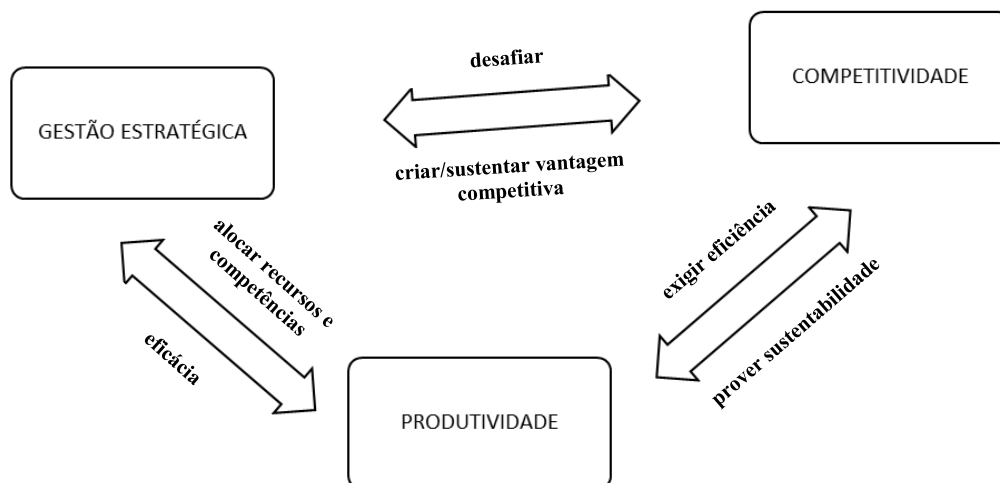 desafiar
COMPETITIVIDADE
GESTÃO ESTRATÉGICA
criar/sustentar vantagem
competitiva
alocar recursos e
competências
eficácia
exigir eficiência
prover sustentabilidade
PRODUTIVIDADE